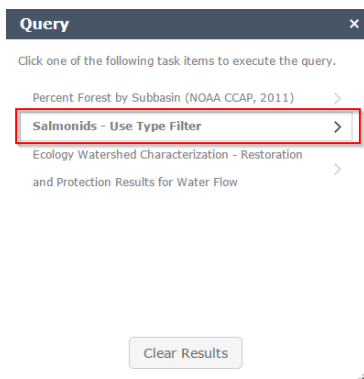 Query ×
Click one of the following task items to execute the query.
Percent Forest by Subbasin (NOAA CCAP, 2011)
Salmonids - Use Type Filter
Ecology Watershed Characterization - Restoration
and Protection Results for Water Flow
Clear Results